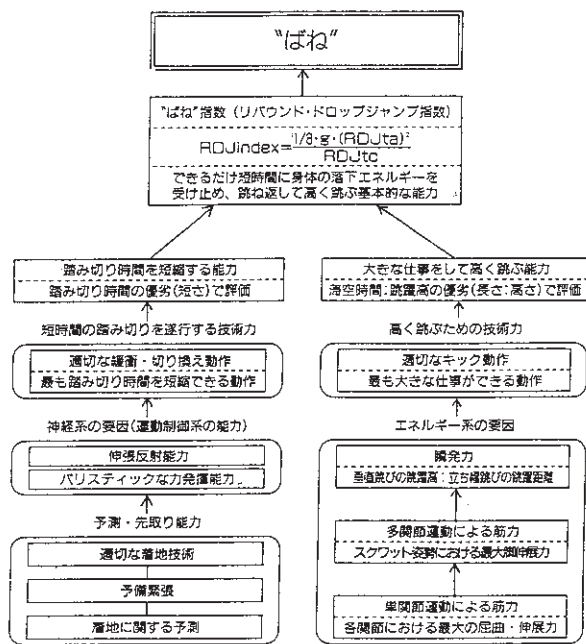 "ばね"
"ばね"指数（リバウンド・ドロップジャンプ指数）
RDJindex=1/8・g・(RDJta)²/RDJtc
できるだけ短時間に身体の落下エネルギーを
受け止め、跳ね返して高く跳ぶ基本的な能力
踏み切り時間を短縮する能力
踏み切り時間の優劣(短さ)で評価
大きな仕事をして高く跳ぶ能力
滞空時間：跳躍高の優劣(長さ：高さ)で評価
短時間の踏み切りを遂行する技術力
適切な緩衝・切り換え動作
最も踏み切り時間を短縮できる動作
高く跳ぶための技術力
適切なキック動作
最も大きな仕事ができる動作
神経系の要因(運動制御系の能力)
伸張反射能力
バリスティックな力発揮能力
エネルギー系の要因
瞬発力
垂直跳びの跳躍高：立ち幅跳びの跳躍距離
予測・先取り能力
適切な着地技術
予備緊張
着地に関する予測
多関節運動による筋力
スクワット姿勢における最大脚伸展力
単関節運動による筋力
各関節における最大の屈曲・伸展力